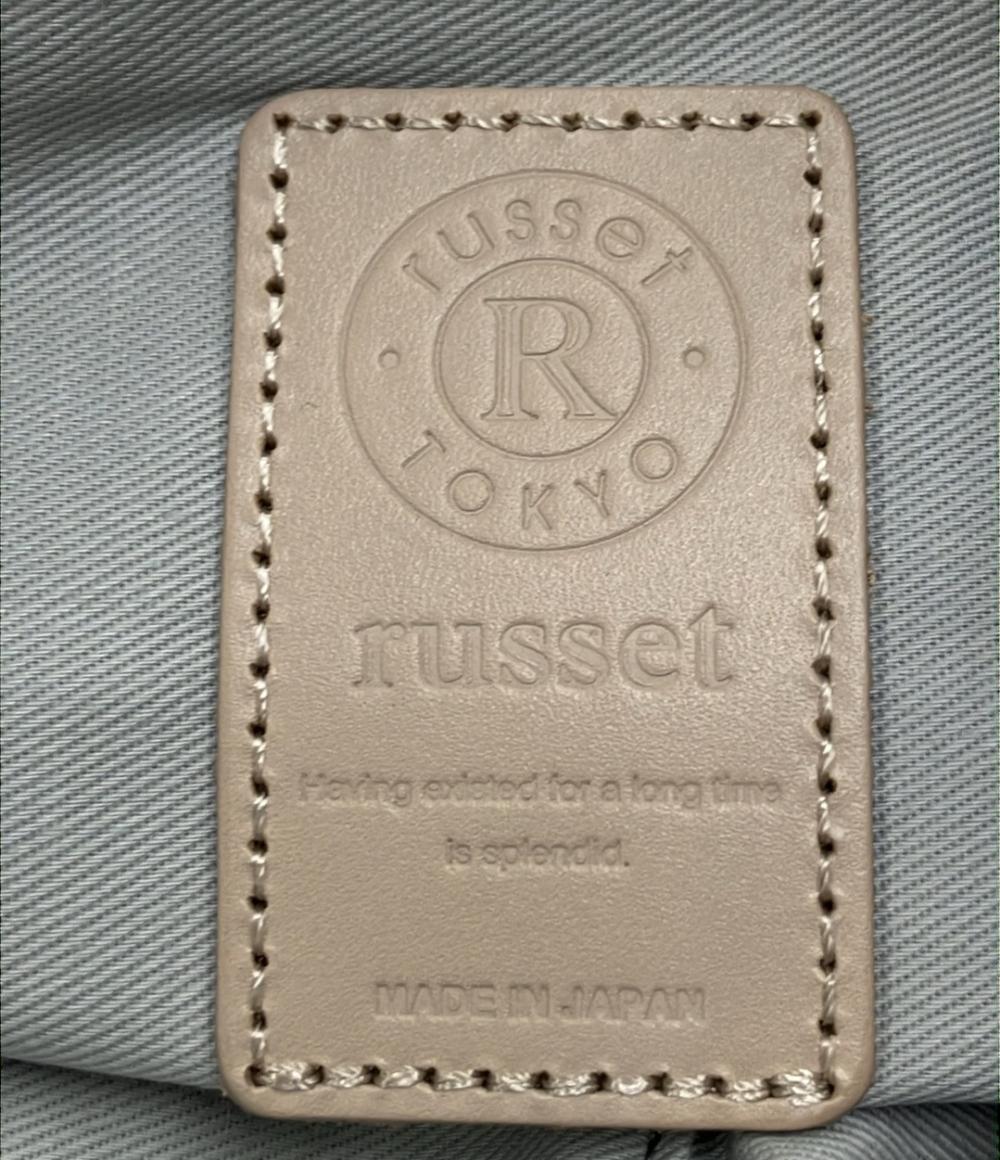 russet
R
TOKYO
russet
Having existed for a long time
is splendid.
MADE IN JAPAN